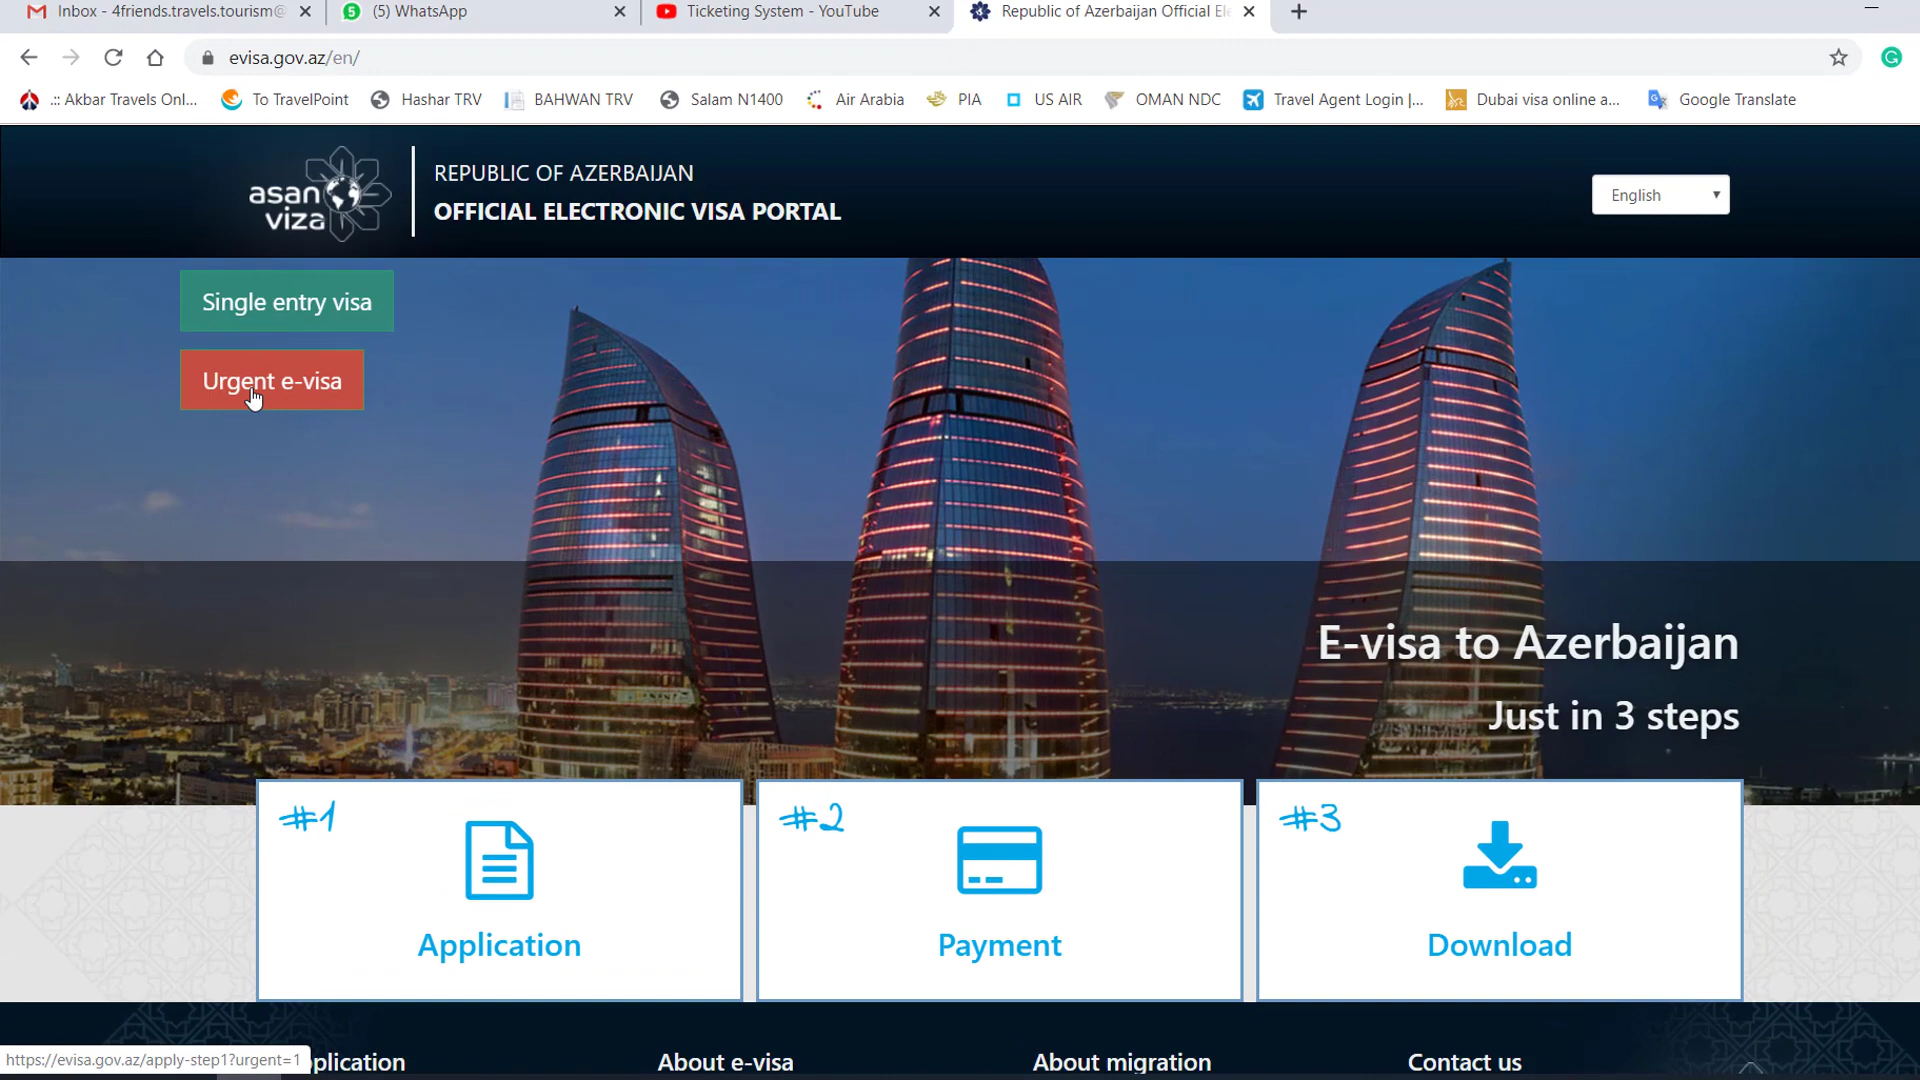 Inbox - 4friends.travels.tourism@
(5) WhatsApp
Ticketing System - YouTube
Republic of Azerbaijan Official Ele
evisa.gov.az/en/
.:: Akbar Travels Onl...
To TravelPoint
Hashar TRV
BAHWAN TRV
Salam N1400
Air Arabia
PIA
US AIR
OMAN NDC
Travel Agent Login |...
Dubai visa online a...
Google Translate
asan
viza
REPUBLIC OF AZERBAIJAN
OFFICIAL ELECTRONIC VISA PORTAL
English
Single entry visa
Urgent e-visa
E-visa to Azerbaijan
Just in 3 steps
#1
Application
#2
Payment
#3
Download
https://evisa.gov.az/apply-step1?urgent=1
plication
About e-visa
About migration
Contact us